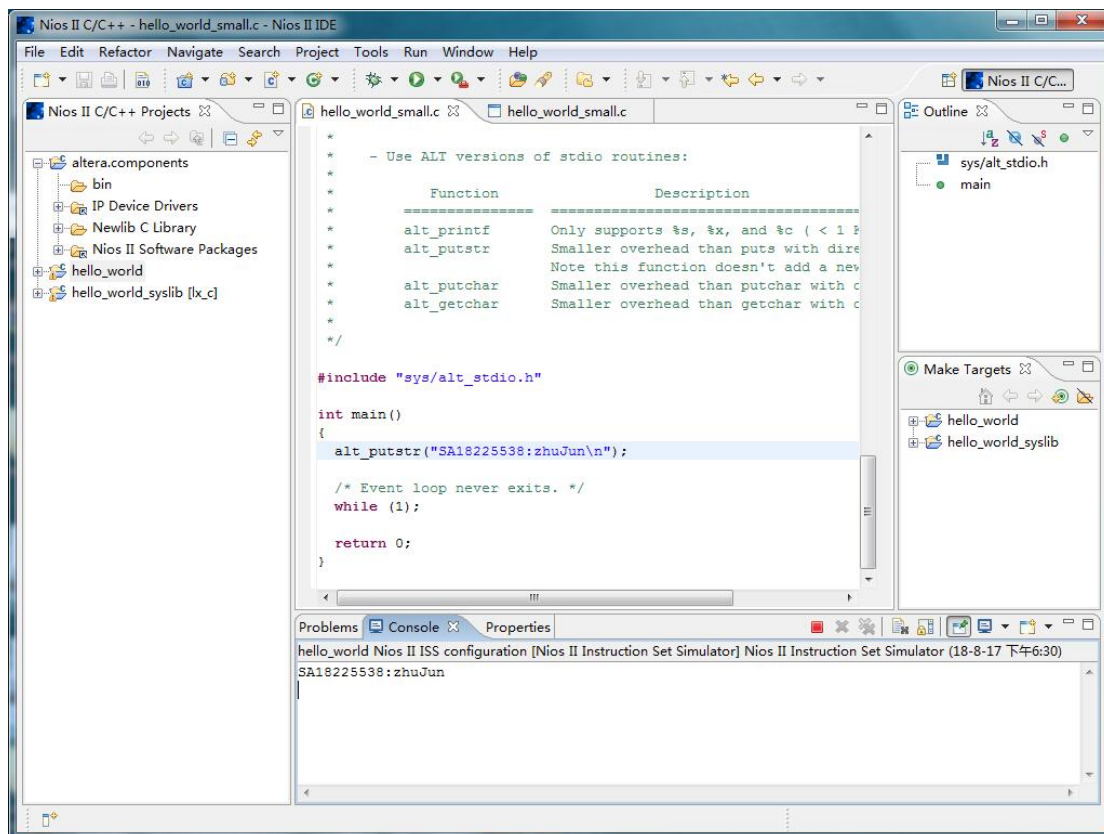 Nios II C/C++ - hello_world_small.c - Nios II IDE
File Edit Refactor Navigate Search Project Tools Run Window Help
Nios II C/C...
Nios II C/C++ Projects
altera.components
bin
IP Device Drivers
Newlib C Library
Nios II Software Packages
hello_world
hello_world_syslib [lx_c]
hello_world_small.c hello_world_small.c
*
* - Use ALT versions of stdio routines:
*
* Function Description
* =============== =====================================
* alt_printf Only supports %s, %x, and %c ( < 1
* alt_putstr Smaller overhead than puts with dire
* Note this function doesn't add a new
* alt_putchar Smaller overhead than putchar with
* alt_getchar Smaller overhead than getchar with
*
*/
#include "sys/alt_stdio.h"
int main()
{
alt_putstr("SA18225538:zhuJun\n");
/* Event loop never exits. */
while (1);
return 0;
}
Outline
sys/alt_stdio.h
main
Make Targets
hello_world
hello_world_syslib
Problems Console Properties
hello_world Nios II ISS configuration [Nios II Instruction Set Simulator] Nios II Instruction Set Simulator (18-8-17 下午6:30)
SA18225538:zhuJun